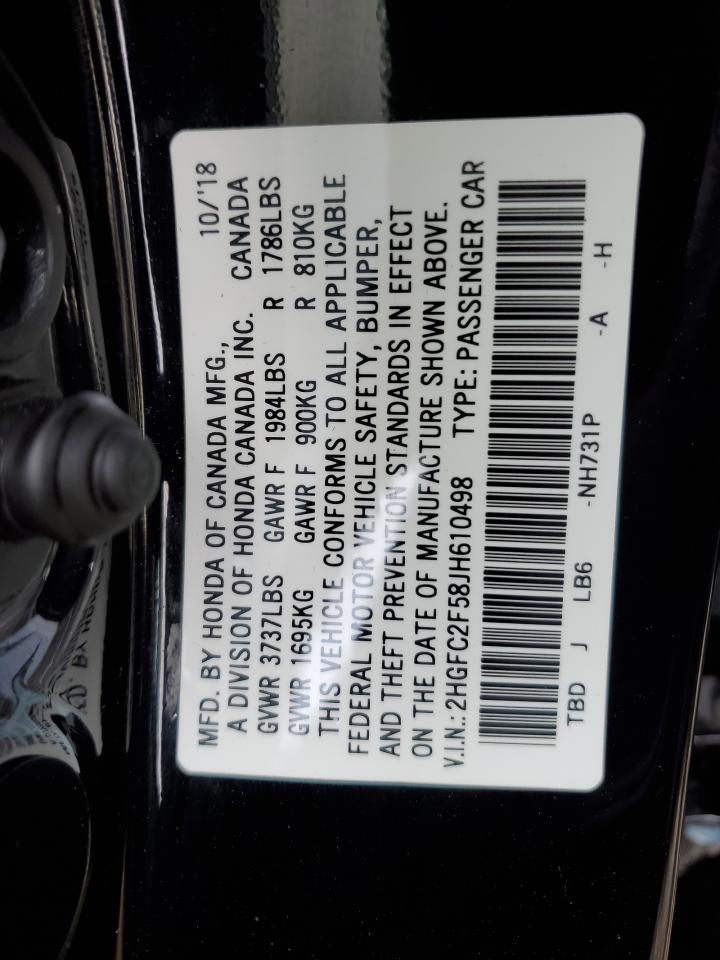 MFD. BY HONDA OF CANADA MFG., 10/'18
A DIVISION OF HONDA CANADA INC. CANADA
GVWR 3737LBS GAWR F 1984LBS R 1786LBS
GVWR 1695KG GAWR F 900KG R 810KG
THIS VEHICLE CONFORMS TO ALL APPLICABLE
FEDERAL MOTOR VEHICLE SAFETY, BUMPER,
AND THEFT PREVENTION STANDARDS IN EFFECT
ON THE DATE OF MANUFACTURE SHOWN ABOVE.
V.I.N.: 2HGFC2F58JH610498 TYPE: PASSENGER CAR
TBD J LB6 -NH731P -A -H